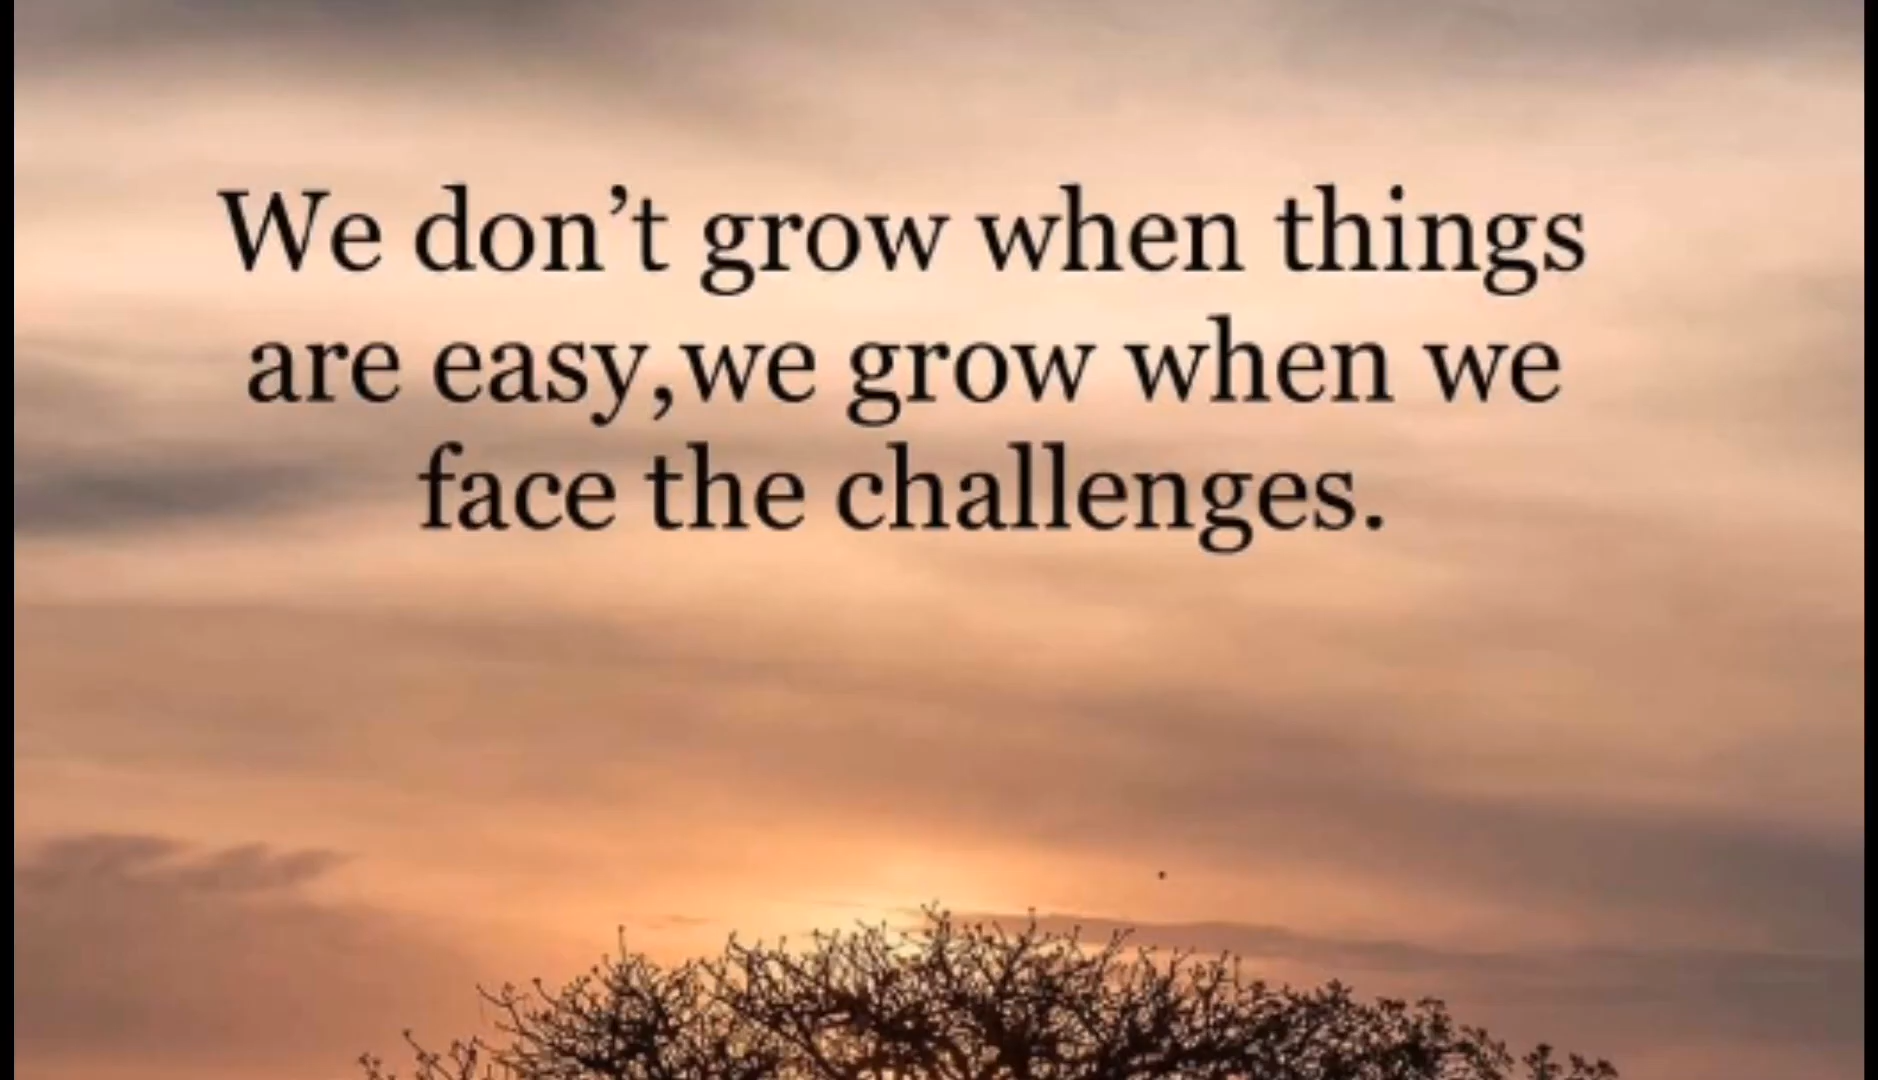 We don’t grow when things
are easy,we grow when we
face the challenges.